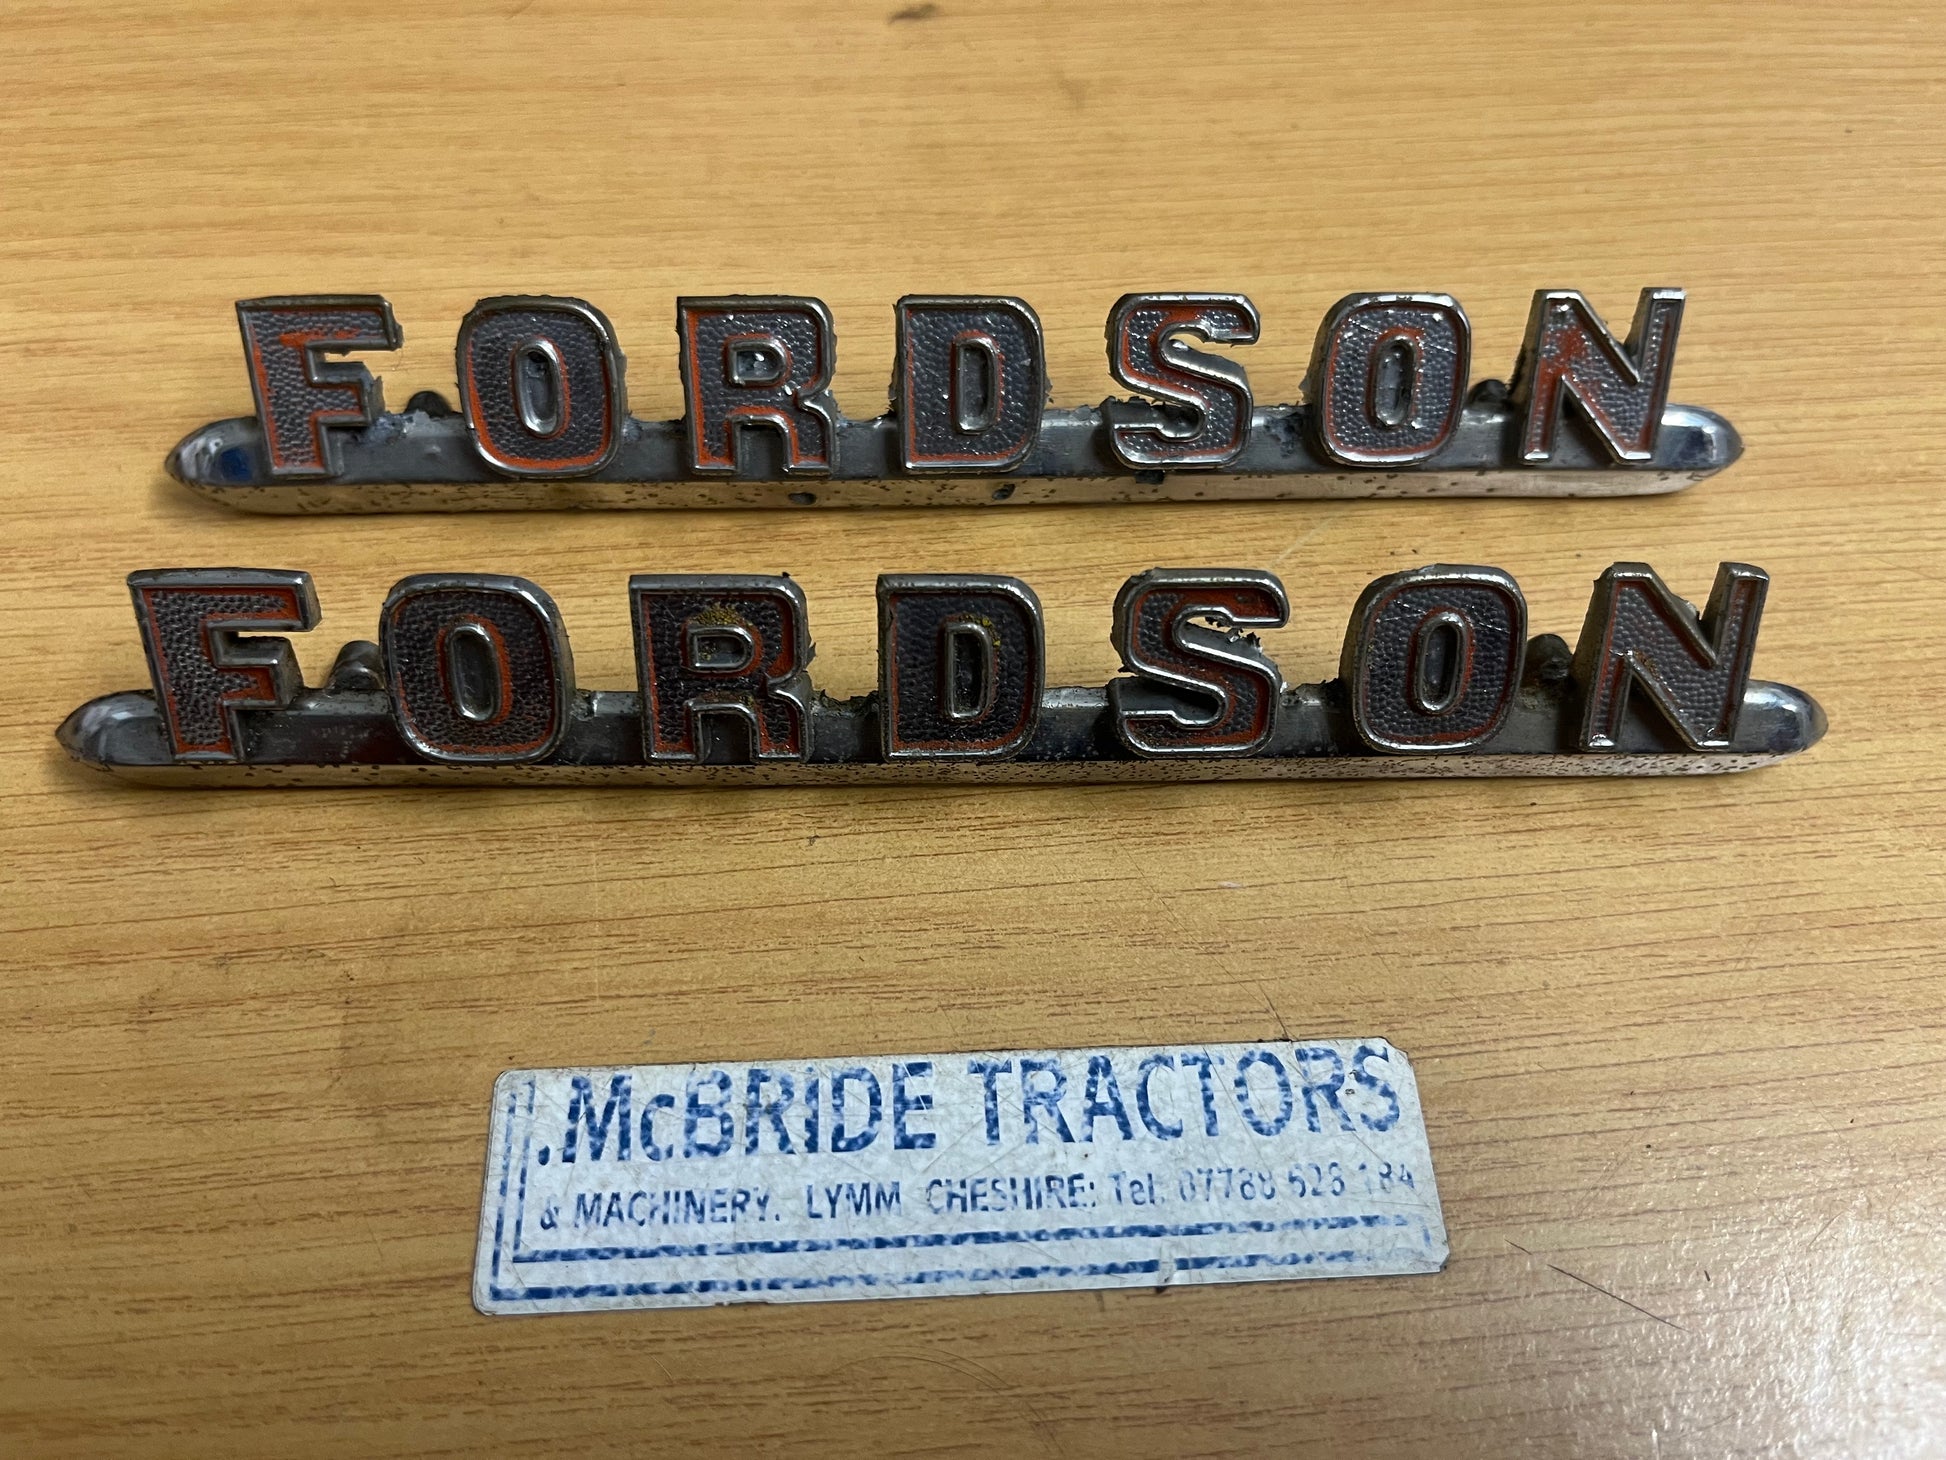 FORDSON
FORDSON
.McBRIDE TRACTORS
& MACHINERY. LYMM CHESHIRE: Tel: 07788 628 184